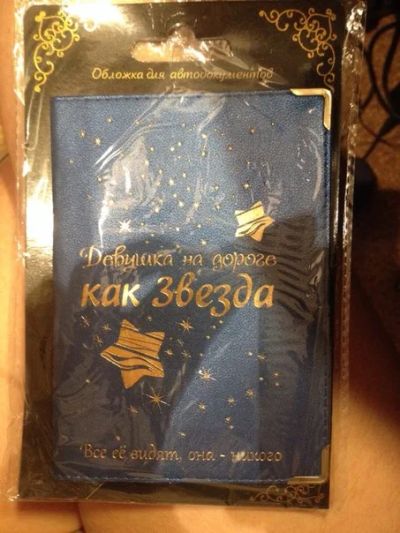 Обложка для автодокументов
Девушка на дороге
как Звезда
Все её видят, она - никого